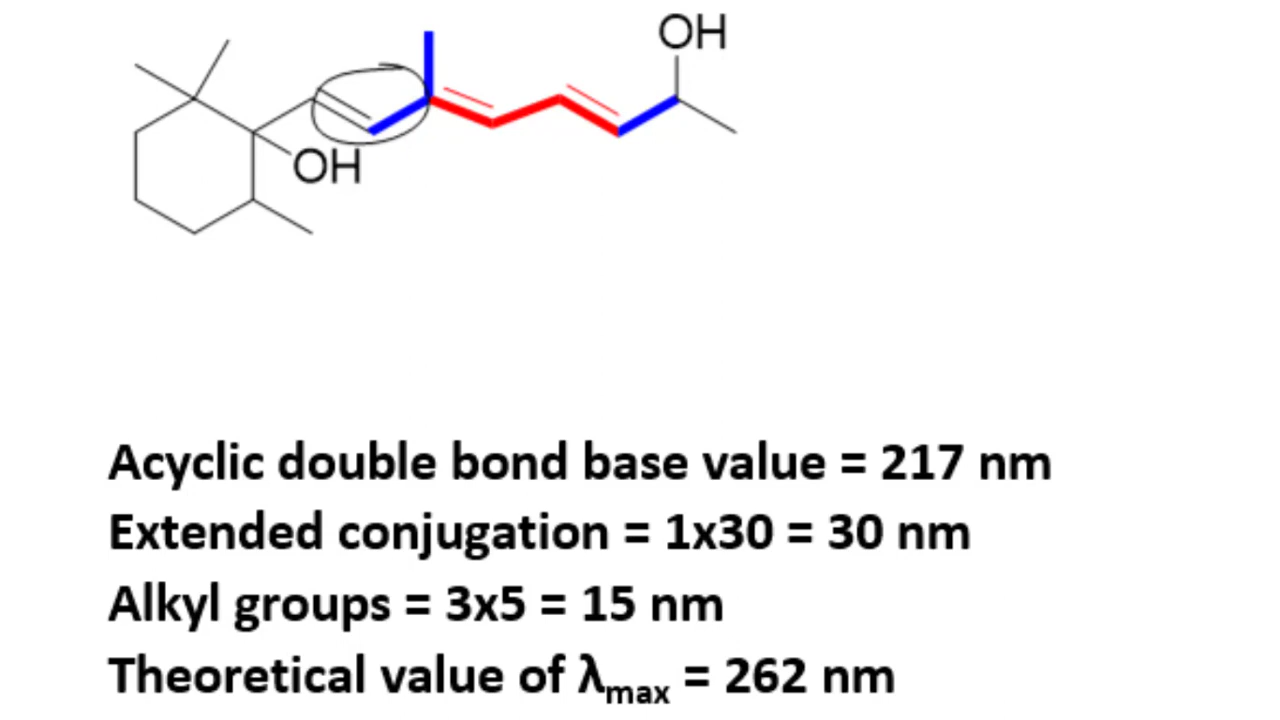 OH
OH
Acyclic double bond base value = 217 nm
Extended conjugation = 1x30 = 30 nm
Alkyl groups = 3x5 = 15 nm
Theoretical value of λmax = 262 nm